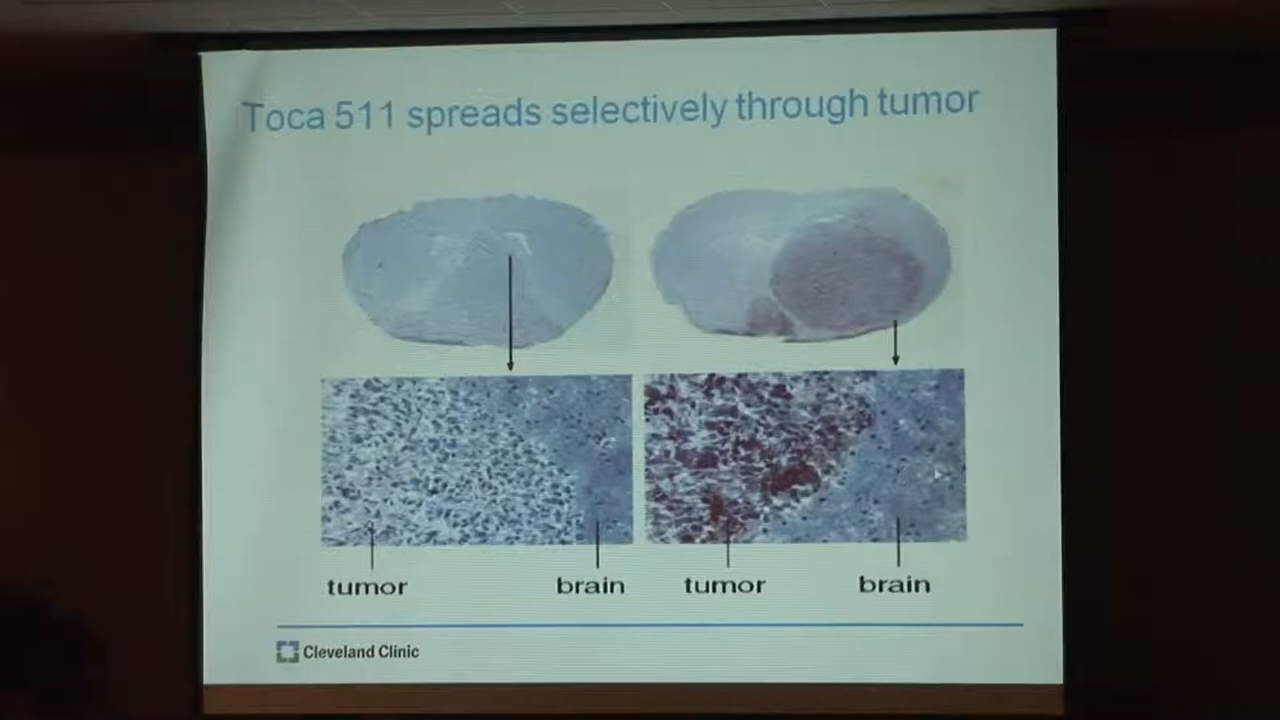 Toca 511 spreads selectively through tumor
tumor
brain
tumor
brain
Cleveland Clinic